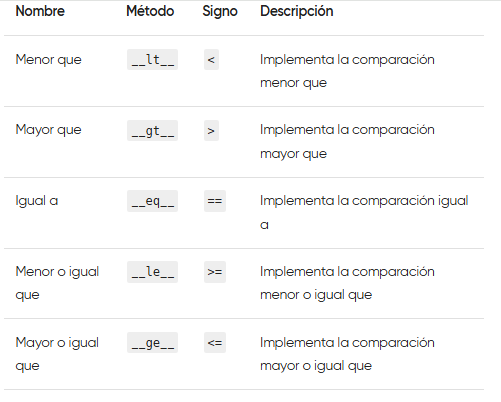 Nombre Método Signo Descripción
Menor que __lt__ < Implementa la comparación
menor que
Mayor que __gt__ > Implementa la comparación
mayor que
Igual a __eq__ == Implementa la comparación igual
a
Menor o igual __le__ >= Implementa la comparación
que menor o igual que
Mayor o igual __ge__ <= Implementa la comparación
que mayor o igual que